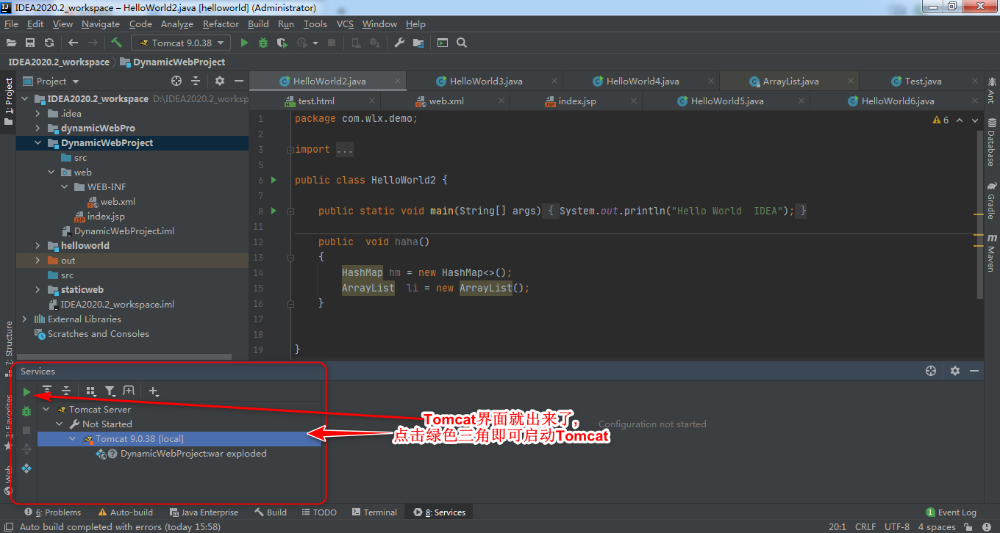 IDEA2020.2_workspace – HelloWorld2.java [helloworld] (Administrator)
File Edit View Navigate Code Analyze Refactor Build Run Tools VCS Window Help
Tomcat 9.0.38
IDEA2020.2_workspace DynamicWebProject
Project
HelloWorld2.java HelloWorld3.java HelloWorld4.java ArrayList.java Test.java
test.html web.xml index.jsp HelloWorld5.java HelloWorld6.java
1: Project
7: Structure
2: Favorites
Web
IDEA2020.2_workspace D:\IDEA2020.2_worksp
.idea
dynamicWebPro
DynamicWebProject
src
web
WEB-INF
web.xml
index.jsp
DynamicWebProject.iml
helloworld
out
src
staticweb
IDEA2020.2_workspace.iml
External Libraries
Scratches and Consoles
1 package com.wlx.demo;
2
3 import ...
5
6 public class HelloWorld2 {
7
8 public static void main(String[] args) { System.out.println("Hello World  IDEA"); }
11
12 public  void haha()
13 {
14 HashMap hm = new HashMap<>();
15 ArrayList  li = new ArrayList();
16 }
17
18
19 }
6
Ant
Database
Gradle
Maven
Services
Tomcat Server
Not Started
Tomcat 9.0.38 [local]
DynamicWebProject:war exploded
Tomcat界面就出来了,
点击绿色三角即可启动Tomcat
Configuration not started
6: Problems Auto-build Java Enterprise Build TODO Terminal 8: Services 1 Event Log
Auto build completed with errors (today 15:58) 20:1 CRLF UTF-8 4 spaces